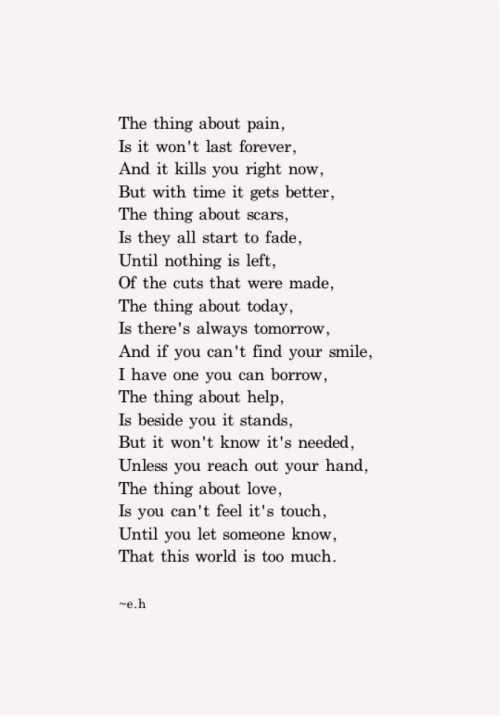 The thing about pain,
Is it won't last forever,
And it kills you right now,
But with time it gets better,
The thing about scars,
Is they all start to fade,
Until nothing is left,
Of the cuts that were made,
The thing about today,
Is there's always tomorrow,
And if you can't find your smile,
I have one you can borrow,
The thing about help,
Is beside you it stands,
But it won't know it's needed,
Unless you reach out your hand,
The thing about love,
Is you can't feel it's touch,
Until you let someone know,
That this world is too much.
~e.h